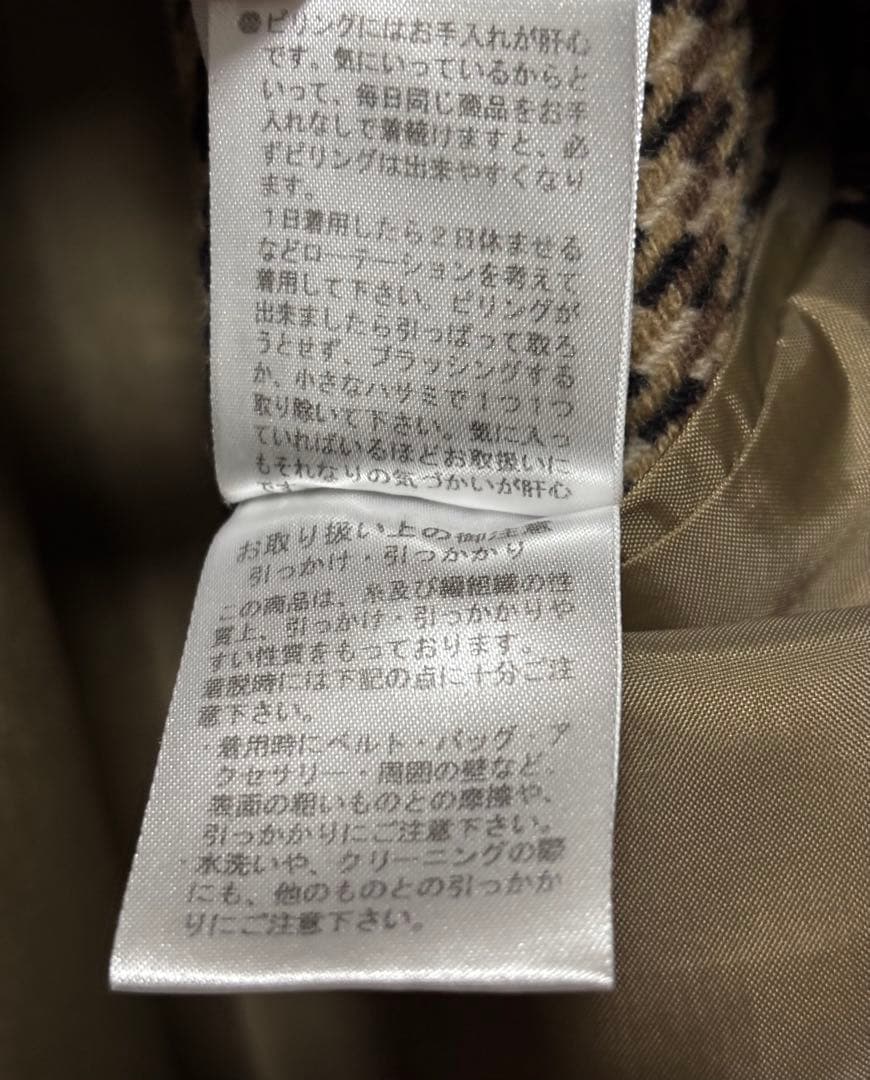 ●ピリングにはお手入れが肝心
です。気にいっているからと
いって、毎日同じ商品をお手
入れなしで着続けますと、必
ずピリングは出来やすくなり
ます。
1日着用したら2日休ませる
などローテーションを考えて
着用して下さい。ピリングが
出来ましたら引っぱって取ろ
うとせず、ブラッシングする
か、小さなハサミで1つ1つ
取り除いて下さい。気に入っ
ていればいるほどお取扱いに
もそれなりの気づかいが肝心
です
お取り扱い上の御注意
引っかけ・引っかかり
この商品は、糸及び編組織の性
質上、引っかけ・引っかかりや
すい性質をもっております。
着脱時には下記の点に十分ご注
意下さい。
・着用時にベルト・バッグ・ア
クセサリー・周囲の壁など、
表面の粗いものとの摩擦や、
引っかかりにご注意下さい。
・水洗いや、クリーニングの際
にも、他のものとの引っかか
りにご注意下さい。